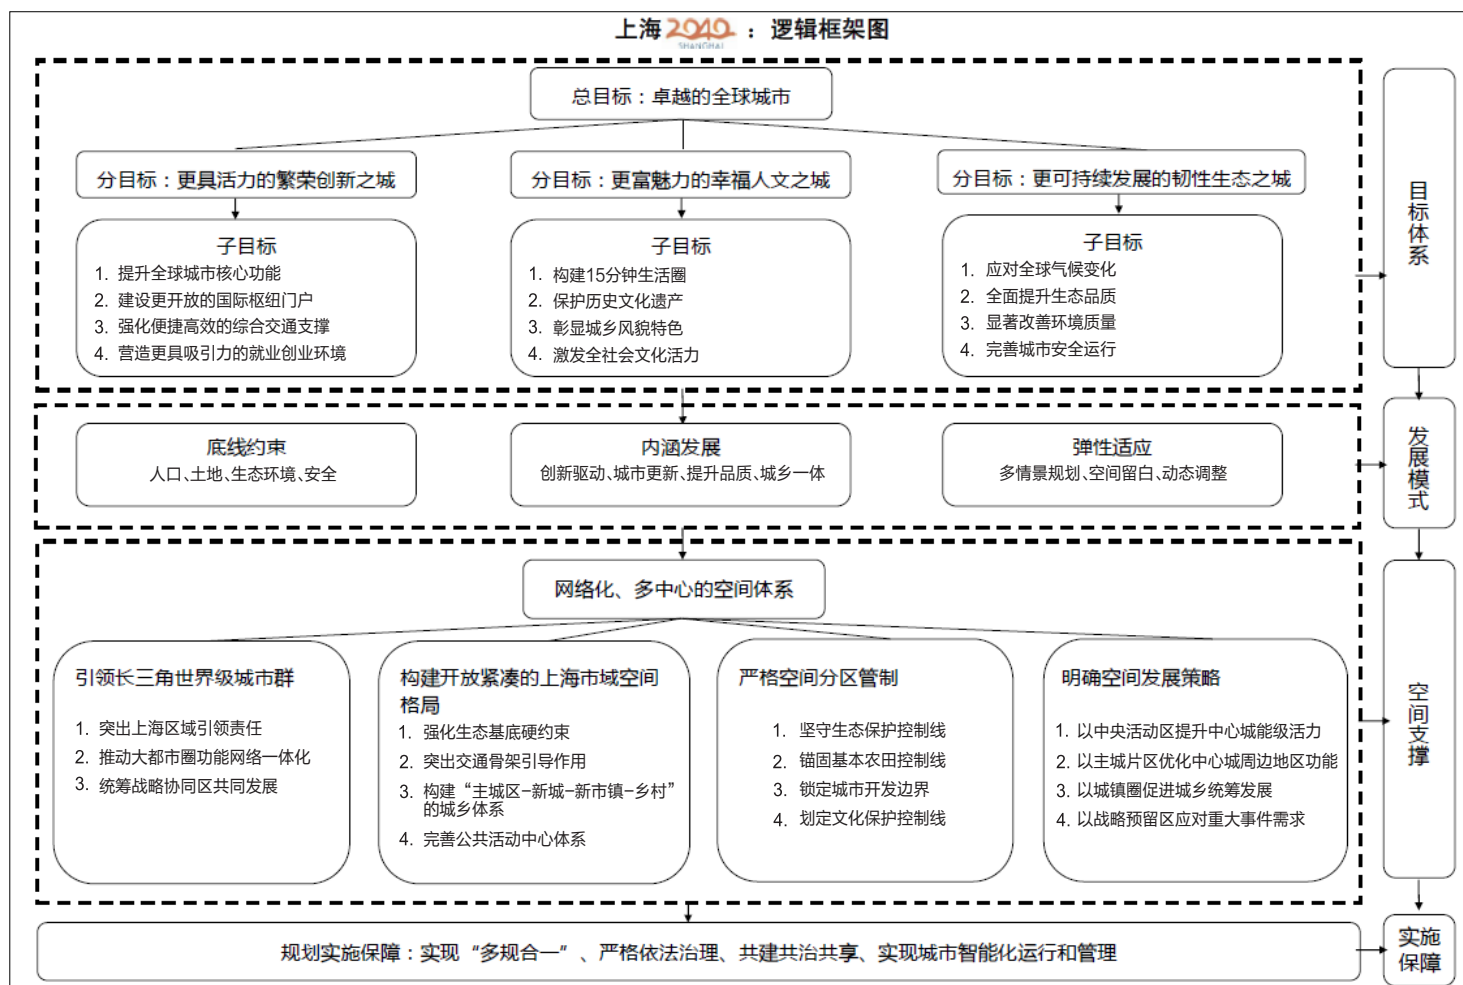 上海2040：逻辑框架图
SHANGHAI
总目标：卓越的全球城市
分目标：更具活力的繁荣创新之城
分目标：更富魅力的幸福人文之城
分目标：更可持续发展的韧性生态之城
子目标
1. 提升全球城市核心功能
2. 建设更开放的国际枢纽门户
3. 强化便捷高效的综合交通支撑
4. 营造更具吸引力的就业创业环境
子目标
1. 构建15分钟生活圈
2. 保护历史文化遗产
3. 彰显城乡风貌特色
4. 激发全社会文化活力
子目标
1. 应对全球气候变化
2. 全面提升生态品质
3. 显著改善环境质量
4. 完善城市安全运行
目标体系
底线约束
人口、土地、生态环境、安全
内涵发展
创新驱动、城市更新、提升品质、城乡一体
弹性适应
多情景规划、空间留白、动态调整
发展模式
网络化、多中心的空间体系
引领长三角世界级城市群
1. 突出上海区域引领责任
2. 推动大都市圈功能网络一体化
3. 统筹战略协同区共同发展
构建开放紧凑的上海市域空间
格局
1. 强化生态基底硬约束
2. 突出交通骨架引导作用
3. 构建“主城区–新城–新市镇–乡村”
的城乡体系
4. 完善公共活动中心体系
严格空间分区管制
1. 坚守生态保护控制线
2. 锚固基本农田控制线
3. 锁定城市开发边界
4. 划定文化保护控制线
明确空间发展策略
1. 以中央活动区提升中心城能级活力
2. 以主城片区优化中心城周边地区功能
3. 以城镇圈促进城乡统筹发展
4. 以战略预留区应对重大事件需求
空间支撑
规划实施保障：实现“多规合一”、严格依法治理、共建共治共享、实现城市智能化运行和管理
实施
保障